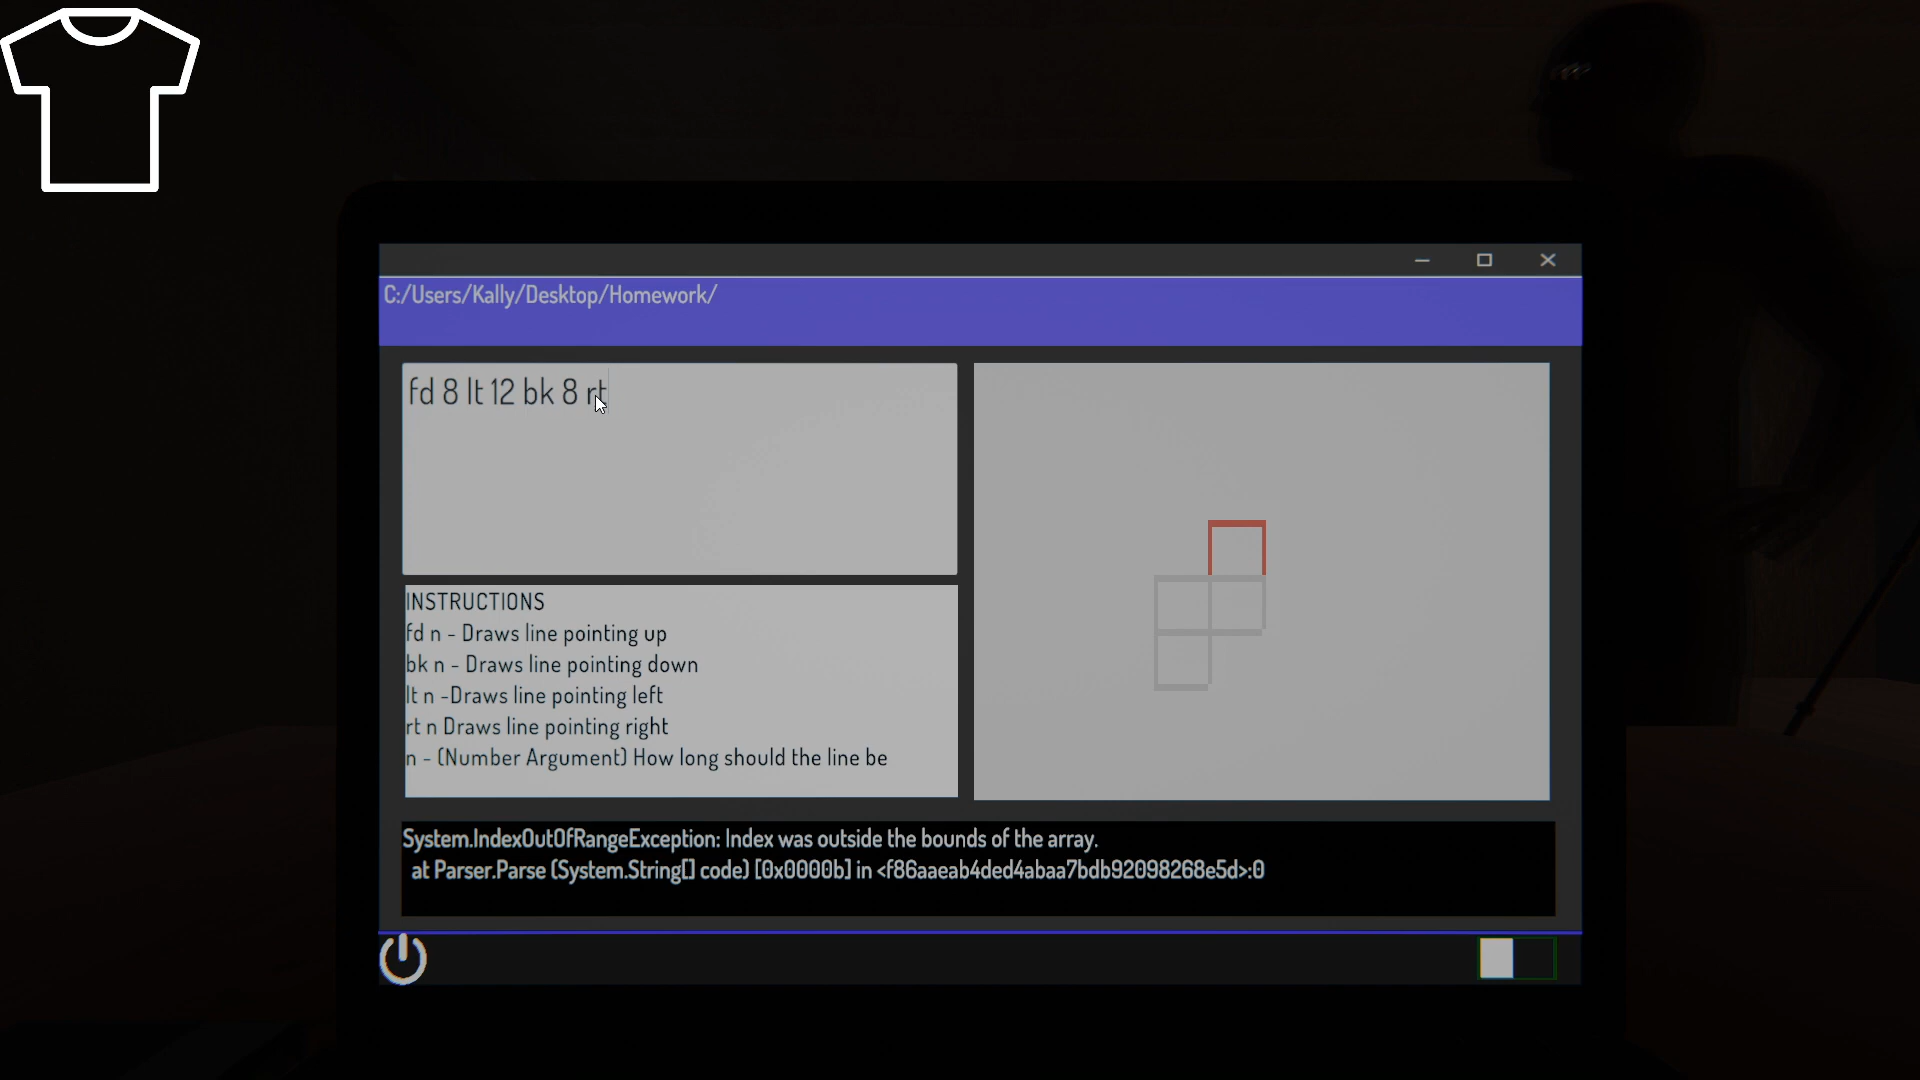 C:/Users/Kally/Desktop/Homework/
fd 8 lt 12 bk 8 rt
INSTRUCTIONS
fd n - Draws line pointing up
bk n - Draws line pointing down
lt n -Draws line pointing left
rt n Draws line pointing right
n - (Number Argument) How long should the line be
System.IndexOutOfRangeException: Index was outside the bounds of the array.
at Parser.Parse (System.String[] code) [0x0000b] in <f86aaeab4ded4abaa7bdb92098268e5d>:0